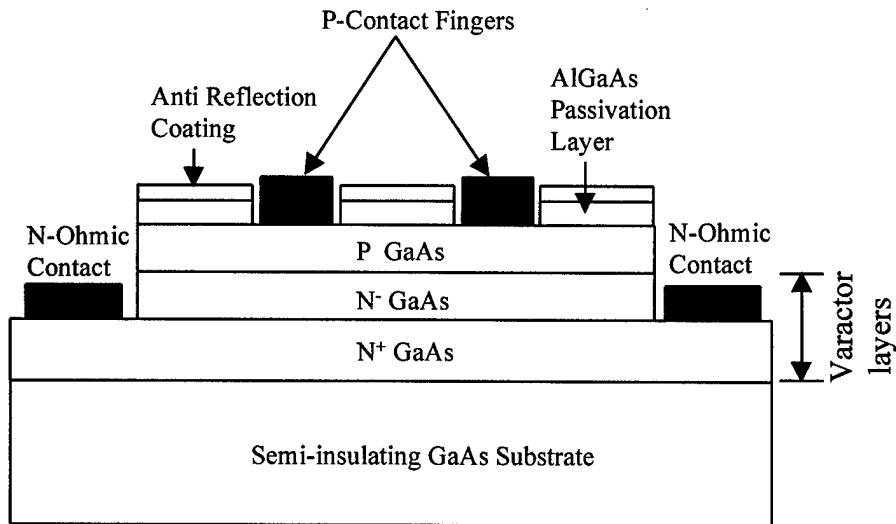 P-Contact Fingers
Anti Reflection
Coating
AlGaAs
Passivation
Layer
N-Ohmic
Contact
N-Ohmic
Contact
P GaAs
N- GaAs
N+ GaAs
Varactor
layers
Semi-insulating GaAs Substrate